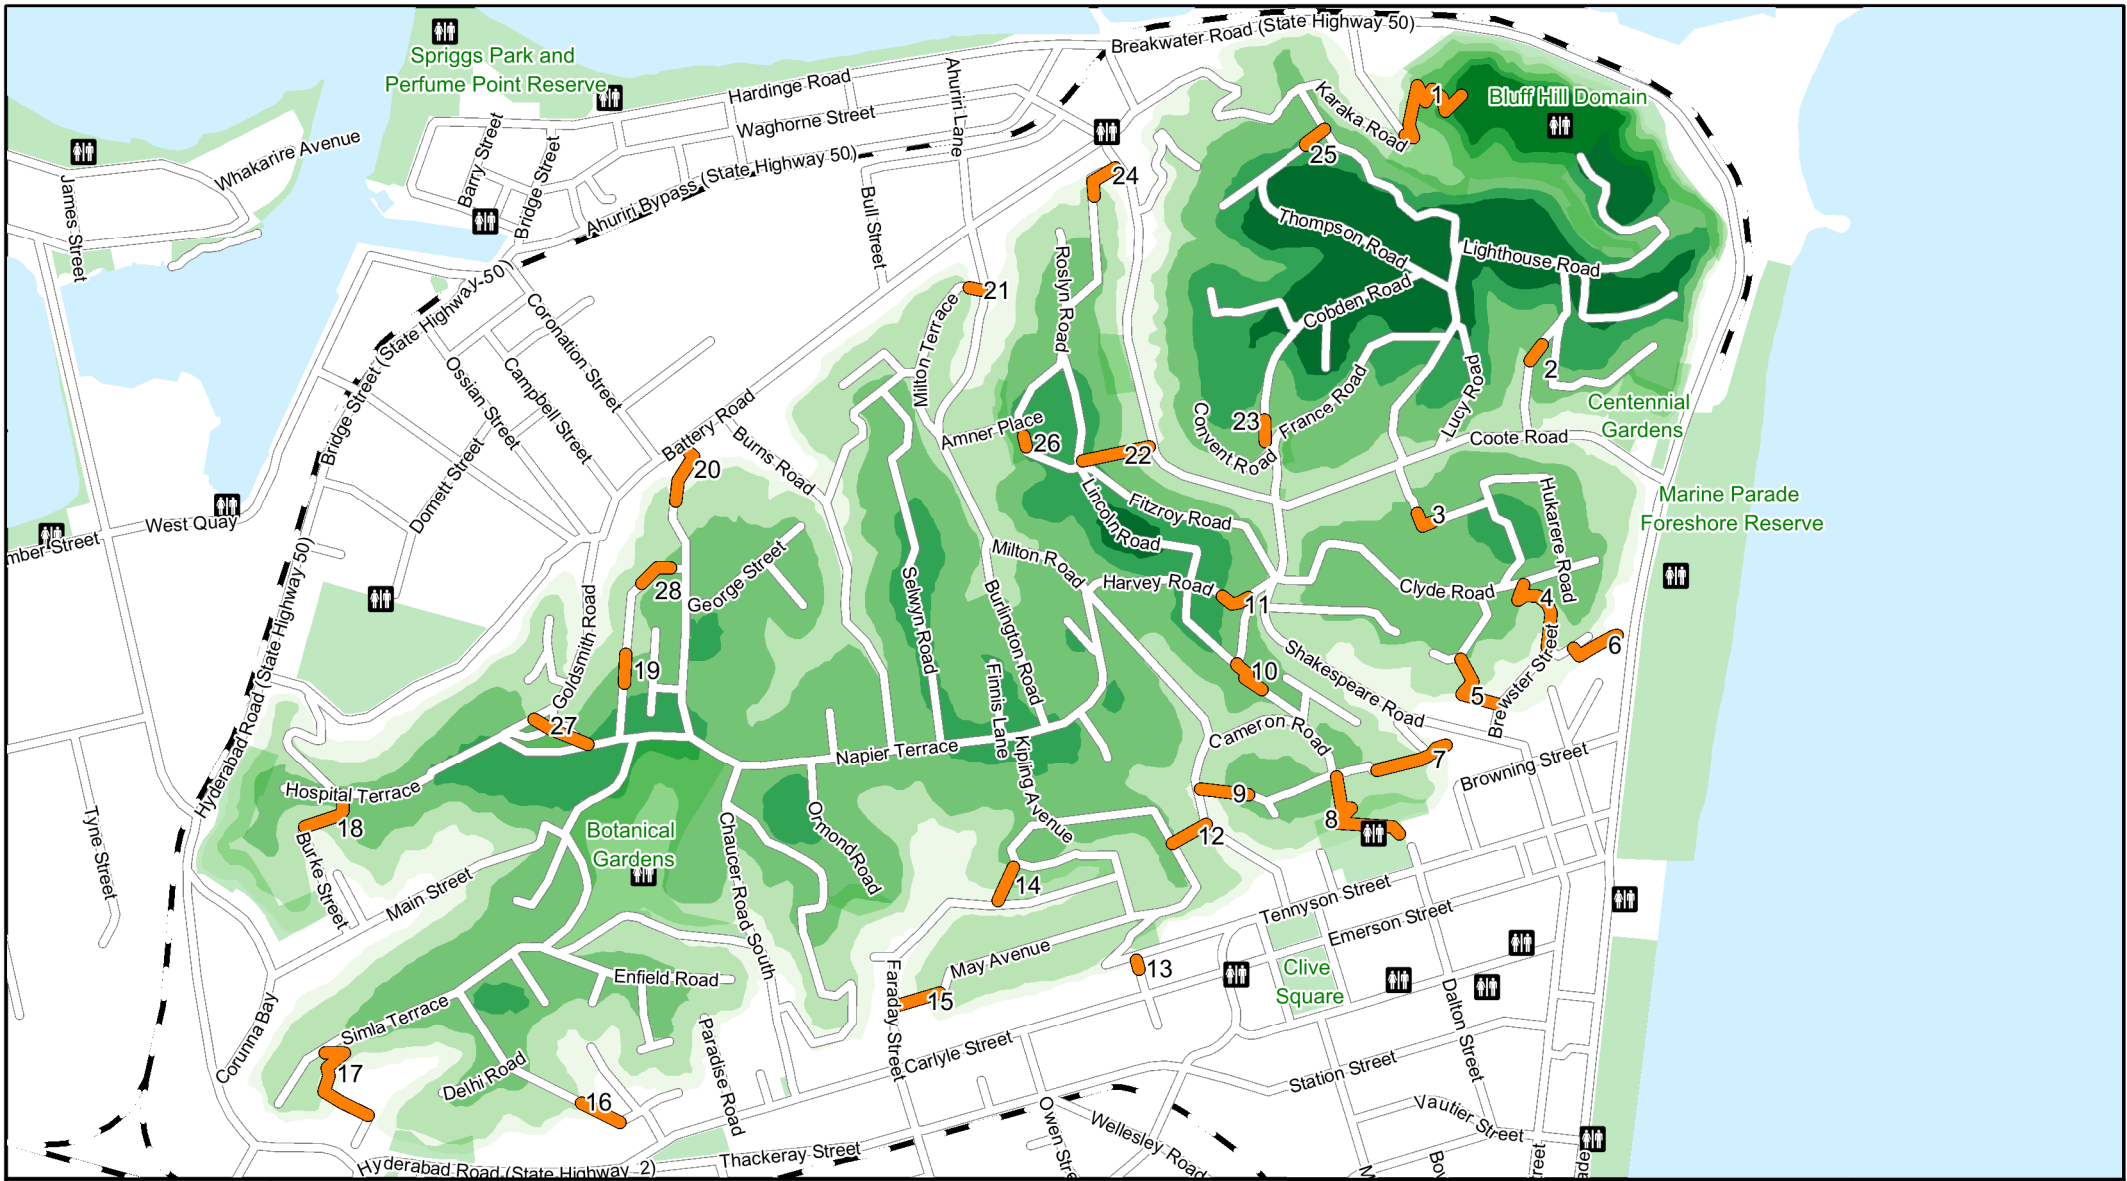 Breakwater Road (State Highway 50)
Spriggs Park and
Perfume Point Reserve
Hardinge Road
Ahuriri Lane
Karaka Road
1
Bluff Hill Domain
Whakarire Avenue
Barry Street
Bridge Street
Waghorne Street
Ahuriri Bypass (State Highway 50)
25
24
James Street
Bull Street
Thompson Road
Lighthouse Road
Roslyn Road
21
Cobden Road
Bridge Street (State Highway 50)
Coronation Street
Milton Terrace
Ossian Street
Campbell Street
2
Lucy Road
France Road
Centennial
Gardens
Battery Road
Amner Place
26
22
23
Convent Road
Coote Road
Domett Street
20
Burns Road
Lincoln Road
Fitzroy Road
3
Hukarere Road
Marine Parade
Foreshore Reserve
West Quay
Hyderabad Road (State Highway 50)
Milton Road
Harvey Road
11
Clyde Road
4
Goldsmith Road
28
George Street
Selwyn Road
Burlington Road
Finnis Lane
19
10
Shakespeare Road
5
Brewster Street
6
27
Cameron Road
Napier Terrace
Kipling Avenue
7
Browning Street
Hospital Terrace
18
9
8
Tyne Street
Burke Street
Botanical
Gardens
Ormond Road
12
Main Street
Chaucer Road South
14
Tennyson Street
Emerson Street
May Avenue
13
Clive
Square
Enfield Road
15
Faraday Street
Dalton Street
Corunna Bay
Simla Terrace
17
Paradise Road
Carlyle Street
Station Street
Delhi Road
16
Vautier Street
Wellesley Road
Thackeray Street
Hyderabad Road (State Highway 2)